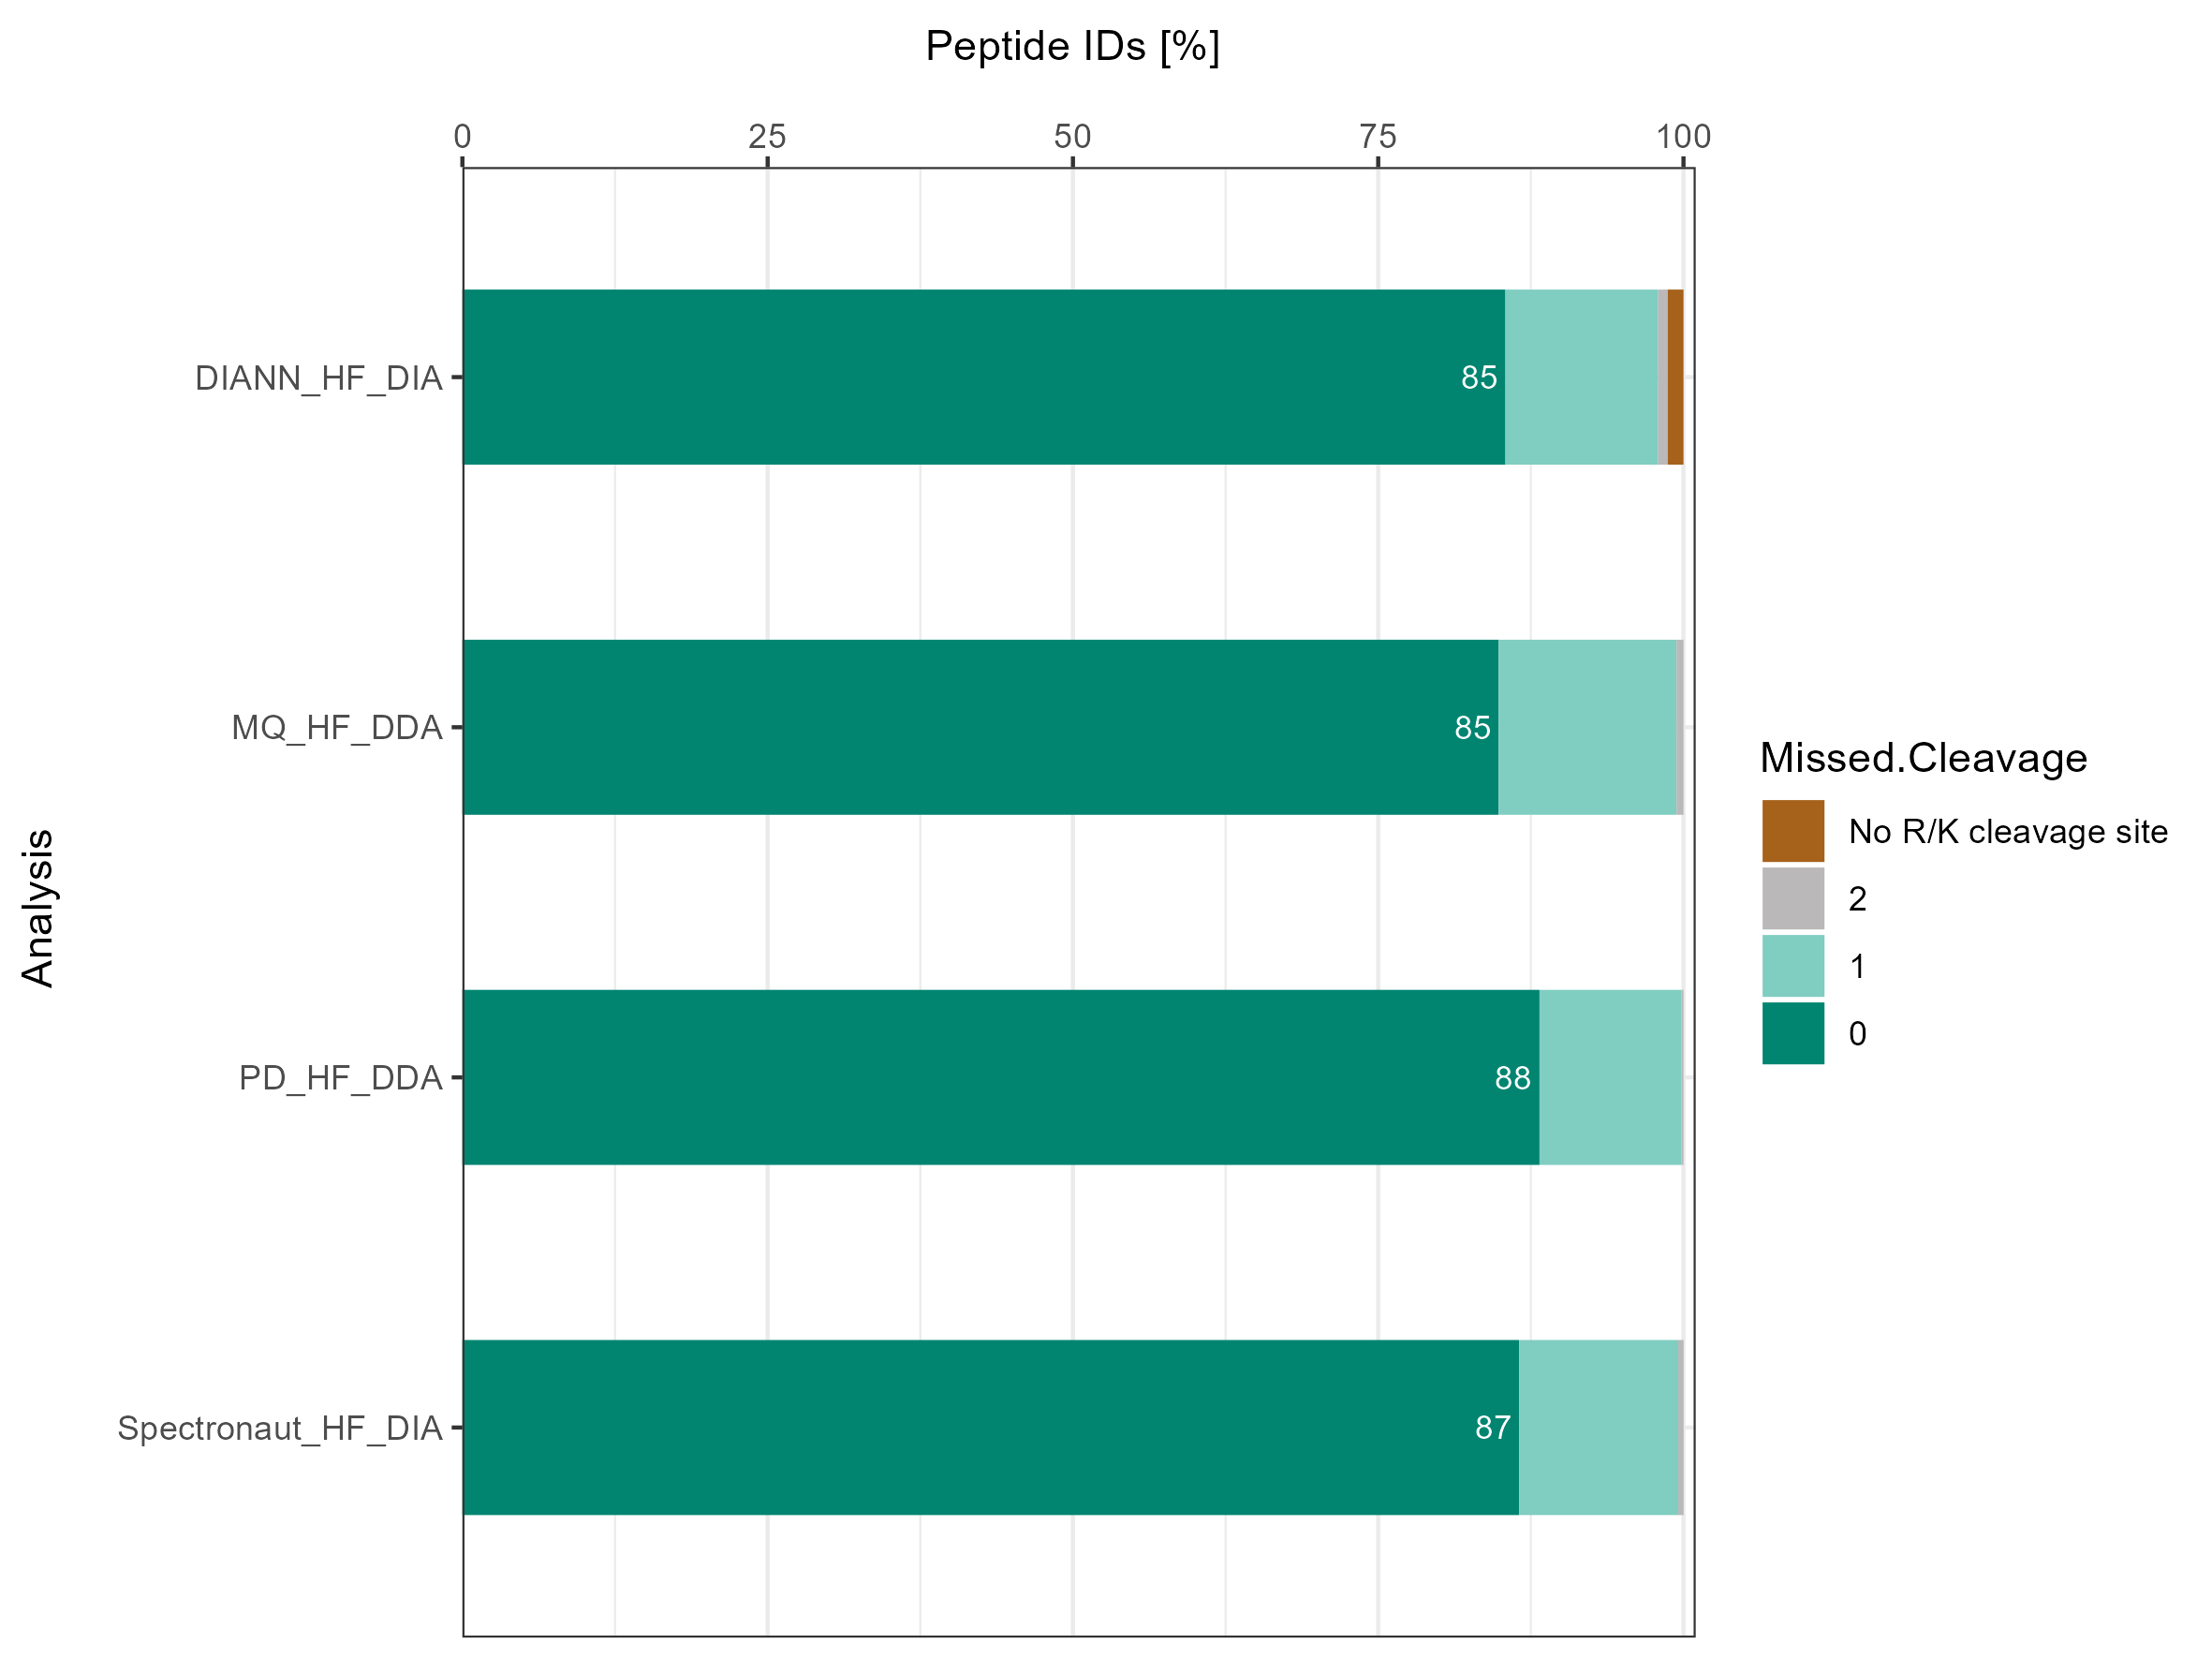 Peptide IDs [%]
0 25 50 75 100
DIANN_HF_DIA 85
MQ_HF_DDA 85
PD_HF_DDA 88
Spectronaut_HF_DIA 87
Analysis
Missed.Cleavage
No R/K cleavage site
2
1
0